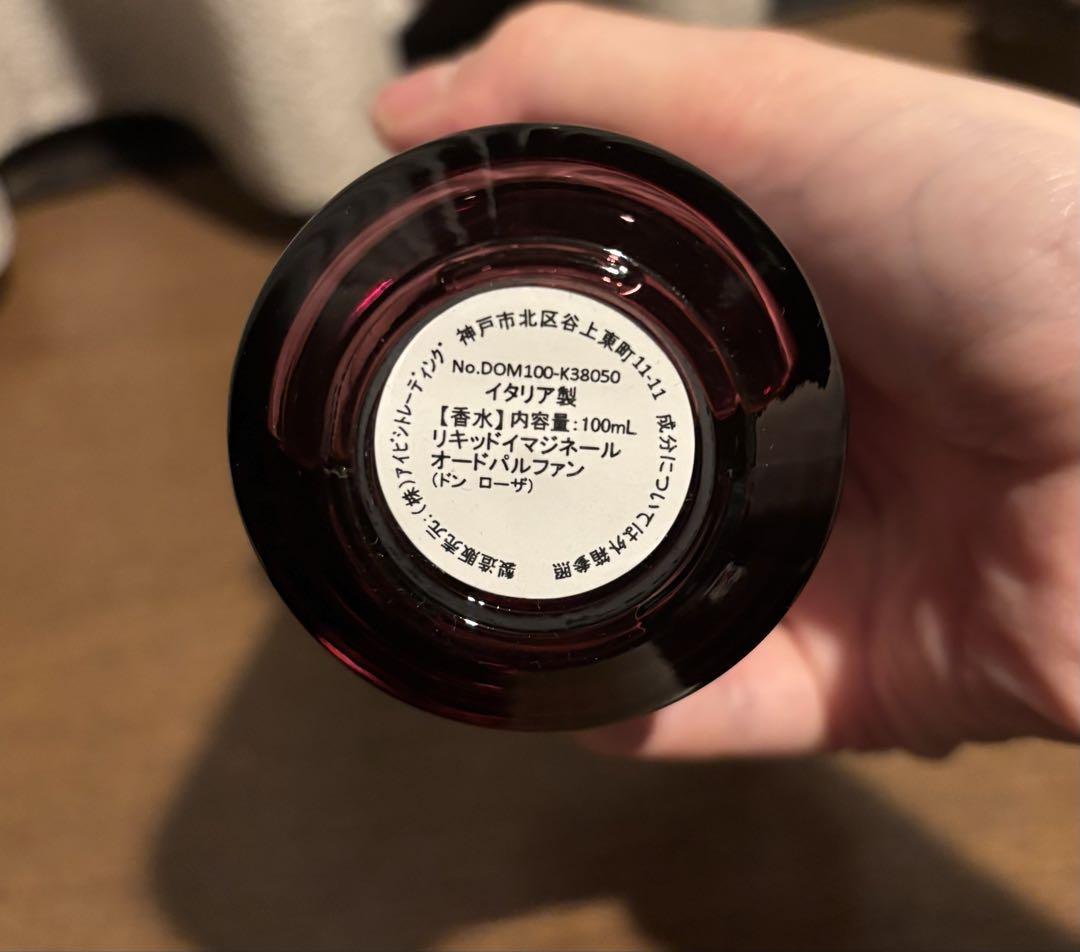 No.DOM100-K38050
イタリア製
【香水】内容量:100mL
リキッドイマジネール
オードパルファン
(ドン ローザ)
製造販売元:(株)アイビシトレーディング 神戸市北区谷上東町11-11 成分については外箱参照